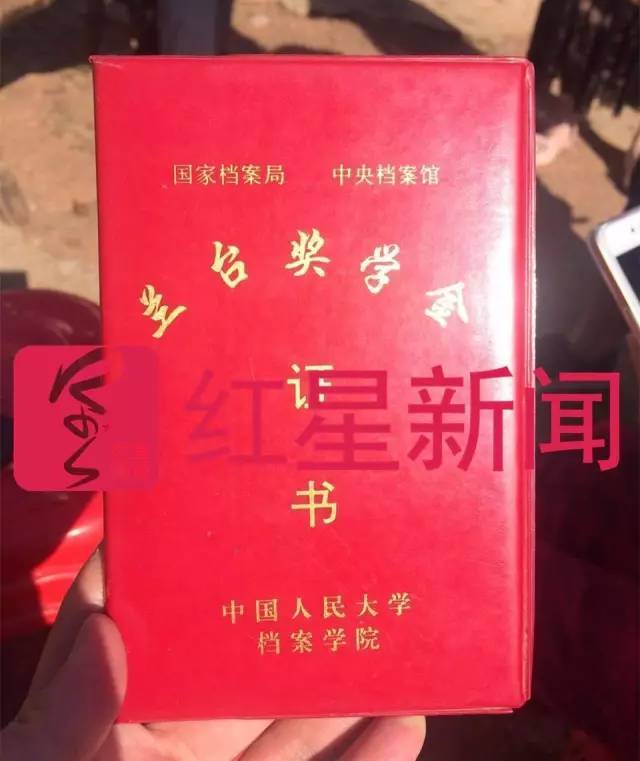 国家档案局 中央档案馆
兰台奖学金
证
红星新闻
书
中国人民大学
档案学院